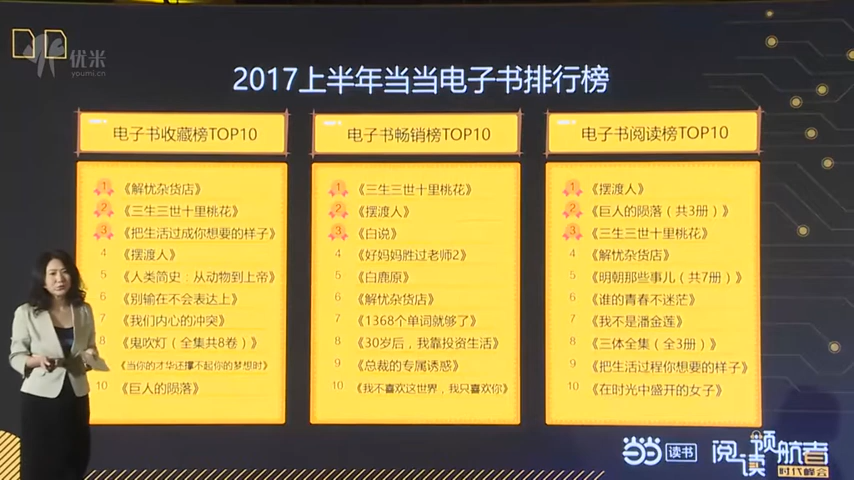 优米
youmi.cn
2017上半年当当电子书排行榜
电子书收藏榜TOP10
1 《解忧杂货店》
2 《三生三世十里桃花》
3 《把生活过成你想要的样子》
4 《摆渡人》
5 《人类简史：从动物到上帝》
6 《别输在不会表达上》
7 《我们内心的冲突》
8 《鬼吹灯（全集共8卷）》
《当你的才华还撑不起你的梦想时》
10 《巨人的陨落》
电子书畅销榜TOP10
1 《三生三世十里桃花》
2 《摆渡人》
3 《白说》
4 《好妈妈胜过老师2》
5 《白鹿原》
6 《解忧杂货店》
7 《1368个单词就够了》
8 《30岁后，我靠投资生活》
9 《总裁的专属诱惑》
10 《我不喜欢这世界，我只喜欢你》
电子书阅读榜TOP10
1 《摆渡人》
2 《巨人的陨落（共3册）》
3 《三生三世十里桃花》
4 《解忧杂货店》
5 《明朝那些事儿（共7册）》
6 《谁的青春不迷茫》
7 《我不是潘金莲》
8 《三体全集（全3册）》
9 《把生活过程你想要的样子》
10 《在时光中盛开的女子》
当当读书
阅读领航者
时代峰会